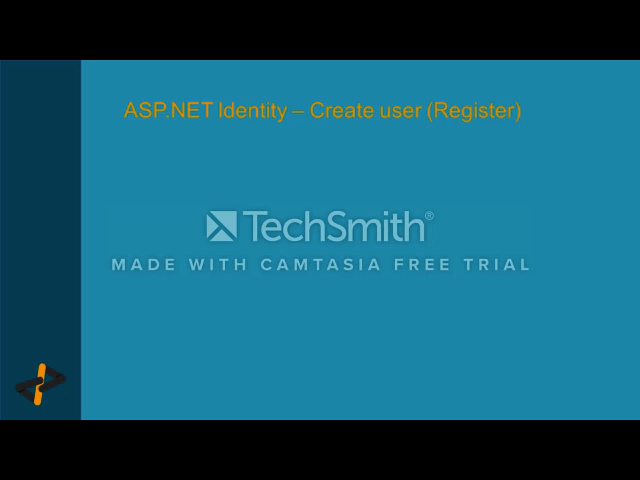 ASP.NET Identity – Create user (Register)
TechSmith®
MADE WITH CAMTASIA FREE TRIAL